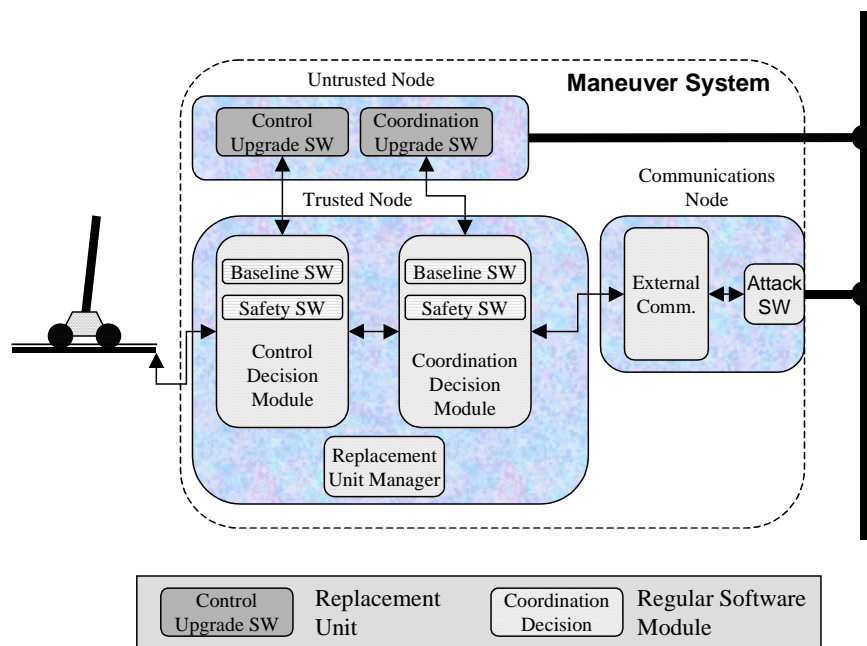 Untrusted Node
Maneuver System
Control
Upgrade SW
Coordination
Upgrade SW
Trusted Node
Communications
Node
Baseline SW
Safety SW
Control
Decision
Module
Baseline SW
Safety SW
Coordination
Decision
Module
External
Comm.
Attack
SW
Replacement
Unit Manager
Control
Upgrade SW
Replacement
Unit
Coordination
Decision
Regular Software
Module